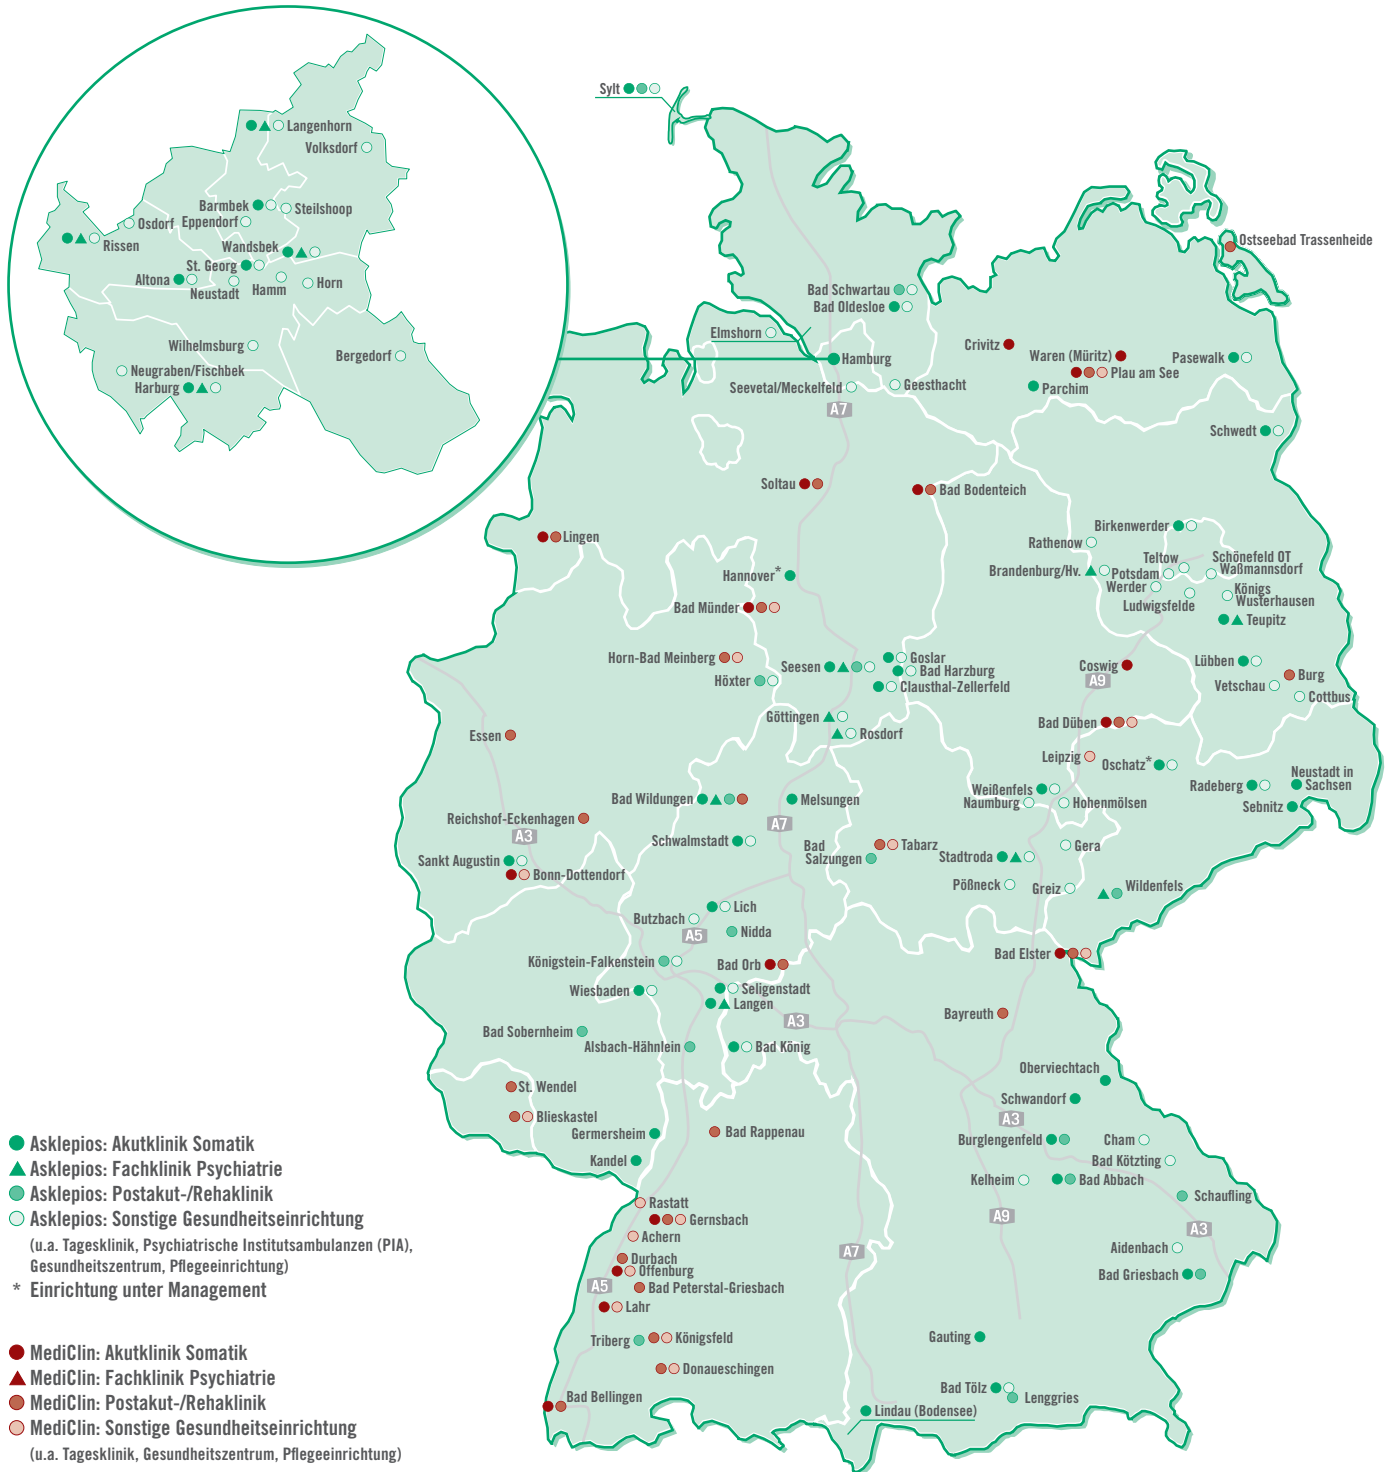 Sylt
Langenhorn
Volksdorf
Barmbek
Steilshoop
Eppendorf
Osdorf
Rissen
Wandsbek
St. Georg
Altona
Neustadt
Hamm
Horn
Wilhelmsburg
Bergedorf
Neugraben/Fischbek
Harburg
Ostseebad Trassenheide
Bad Schwartau
Bad Oldesloe
Elmshorn
Hamburg
Crivitz
Waren (Müritz)
Plau am See
Pasewalk
Seevetal/Meckelfeld
Geesthacht
Parchim
A7
Schwedt
Soltau
Bad Bodenteich
Lingen
Birkenwerder
Rathenow
Teltow
Schönefeld OT
Waßmannsdorf
Hannover*
Brandenburg/Hv.
Potsdam
Werder
Ludwigsfelde
Königs
Wusterhausen
Bad Münder
Teupitz
Horn-Bad Meinberg
Seesen
Goslar
Bad Harzburg
Clausthal-Zellerfeld
Höxter
Coswig
A9
Lübben
Burg
Vetschau
Cottbus
Göttingen
Rosdorf
Bad Düben
Essen
Leipzig
Oschatz*
Neustadt in
Sachsen
Radeberg
Sebnitz
Weißenfels
Naumburg
Hohenmölsen
Bad Wildungen
Melsungen
Reichshof-Eckenhagen
A3
A7
Schwalmstadt
Bad
Salzungen
Tabarz
Stadtroda
Gera
Sankt Augustin
Bonn-Dottendorf
Pößneck
Greiz
Wildenfels
Lich
Butzbach
A5
Nidda
Königstein-Falkenstein
Bad Orb
Bad Elster
Wiesbaden
Seligenstadt
Langen
A3
Bayreuth
Bad Sobernheim
Alsbach-Hähnlein
Bad König
Oberviechtach
St. Wendel
Schwandorf
A3
Blieskastel
Germersheim
Bad Rappenau
Burglengenfeld
Cham
Kandel
Bad Kötzting
Kelheim
Bad Abbach
Schaufling
Rastatt
Gernsbach
A9
A3
Achern
Aidenbach
Durbach
Offenburg
A7
Bad Griesbach
A5
Bad Peterstal-Griesbach
Lahr
Triberg
Königsfeld
Gauting
Donaueschingen
Bad Tölz
Lenggries
Bad Bellingen
Lindau (Bodensee)
Asklepios: Akutklinik Somatik
Asklepios: Fachklinik Psychiatrie
Asklepios: Postakut-/Rehaklinik
Asklepios: Sonstige Gesundheitseinrichtung
(u.a. Tagesklinik, Psychiatrische Institutsambulanzen (PIA),
Gesundheitszentrum, Pflegeeinrichtung)
* Einrichtung unter Management
MediClin: Akutklinik Somatik
MediClin: Fachklinik Psychiatrie
MediClin: Postakut-/Rehaklinik
MediClin: Sonstige Gesundheitseinrichtung
(u.a. Tagesklinik, Gesundheitszentrum, Pflegeeinrichtung)